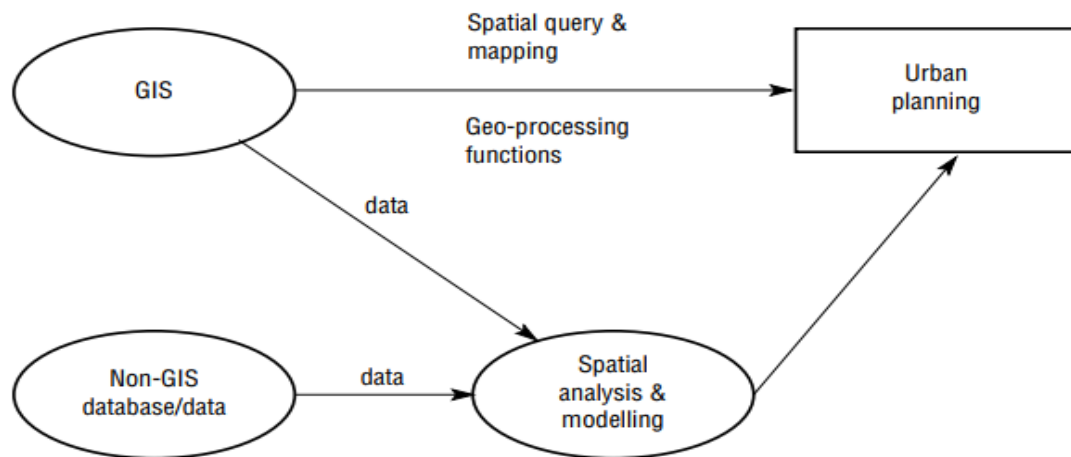 Spatial query &
mapping
GIS
Urban
planning
Geo-processing
functions
data
Non-GIS
database/data
data
Spatial
analysis &
modelling